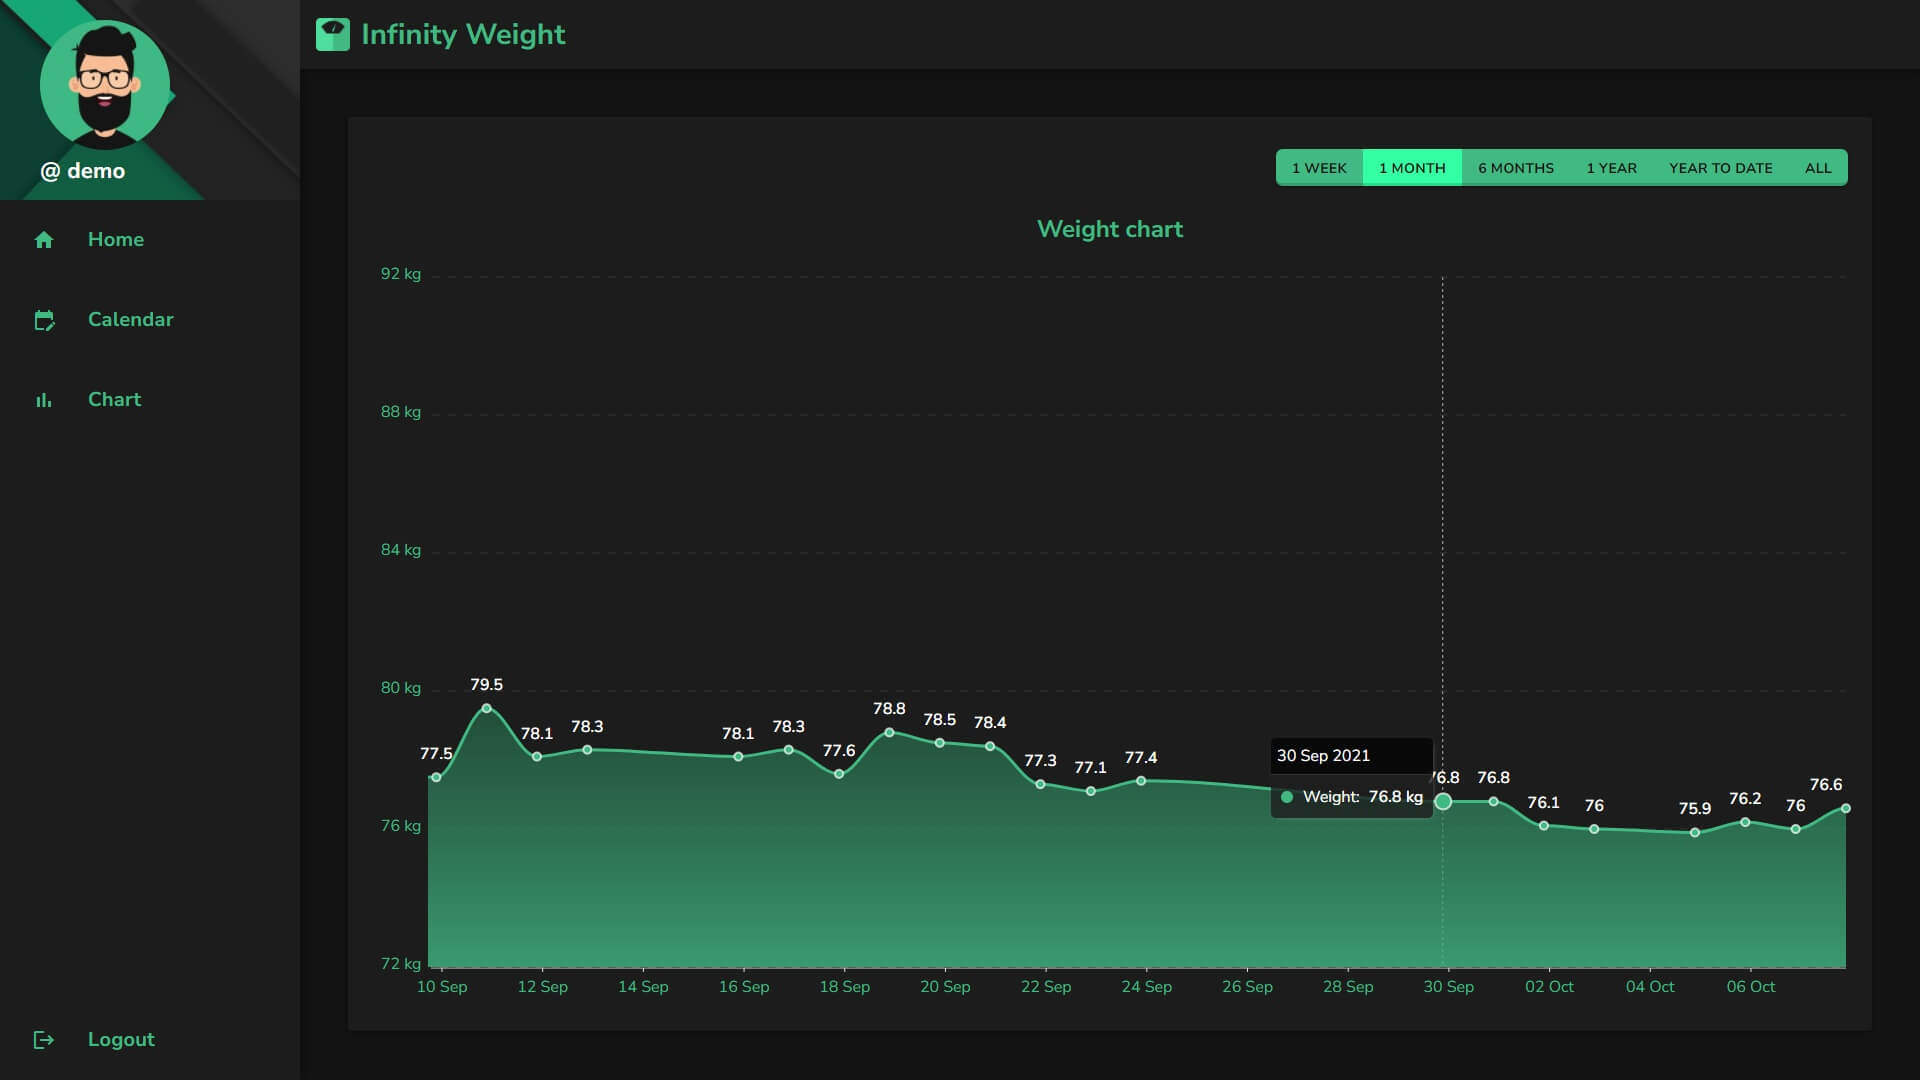 Infinity Weight
@ demo
Home
Calendar
Chart
Logout
1 WEEK 1 MONTH 6 MONTHS 1 YEAR YEAR TO DATE ALL
Weight chart
92 kg
88 kg
84 kg
80 kg
76 kg
72 kg
77.5 79.5 78.1 78.3 78.1 78.3 77.6 78.8 78.5 78.4 77.3 77.1 77.4 76.8 76.8 76.1 76 75.9 76.2 76 76.6
30 Sep 2021
Weight: 76.8 kg
10 Sep 12 Sep 14 Sep 16 Sep 18 Sep 20 Sep 22 Sep 24 Sep 26 Sep 28 Sep 30 Sep 02 Oct 04 Oct 06 Oct